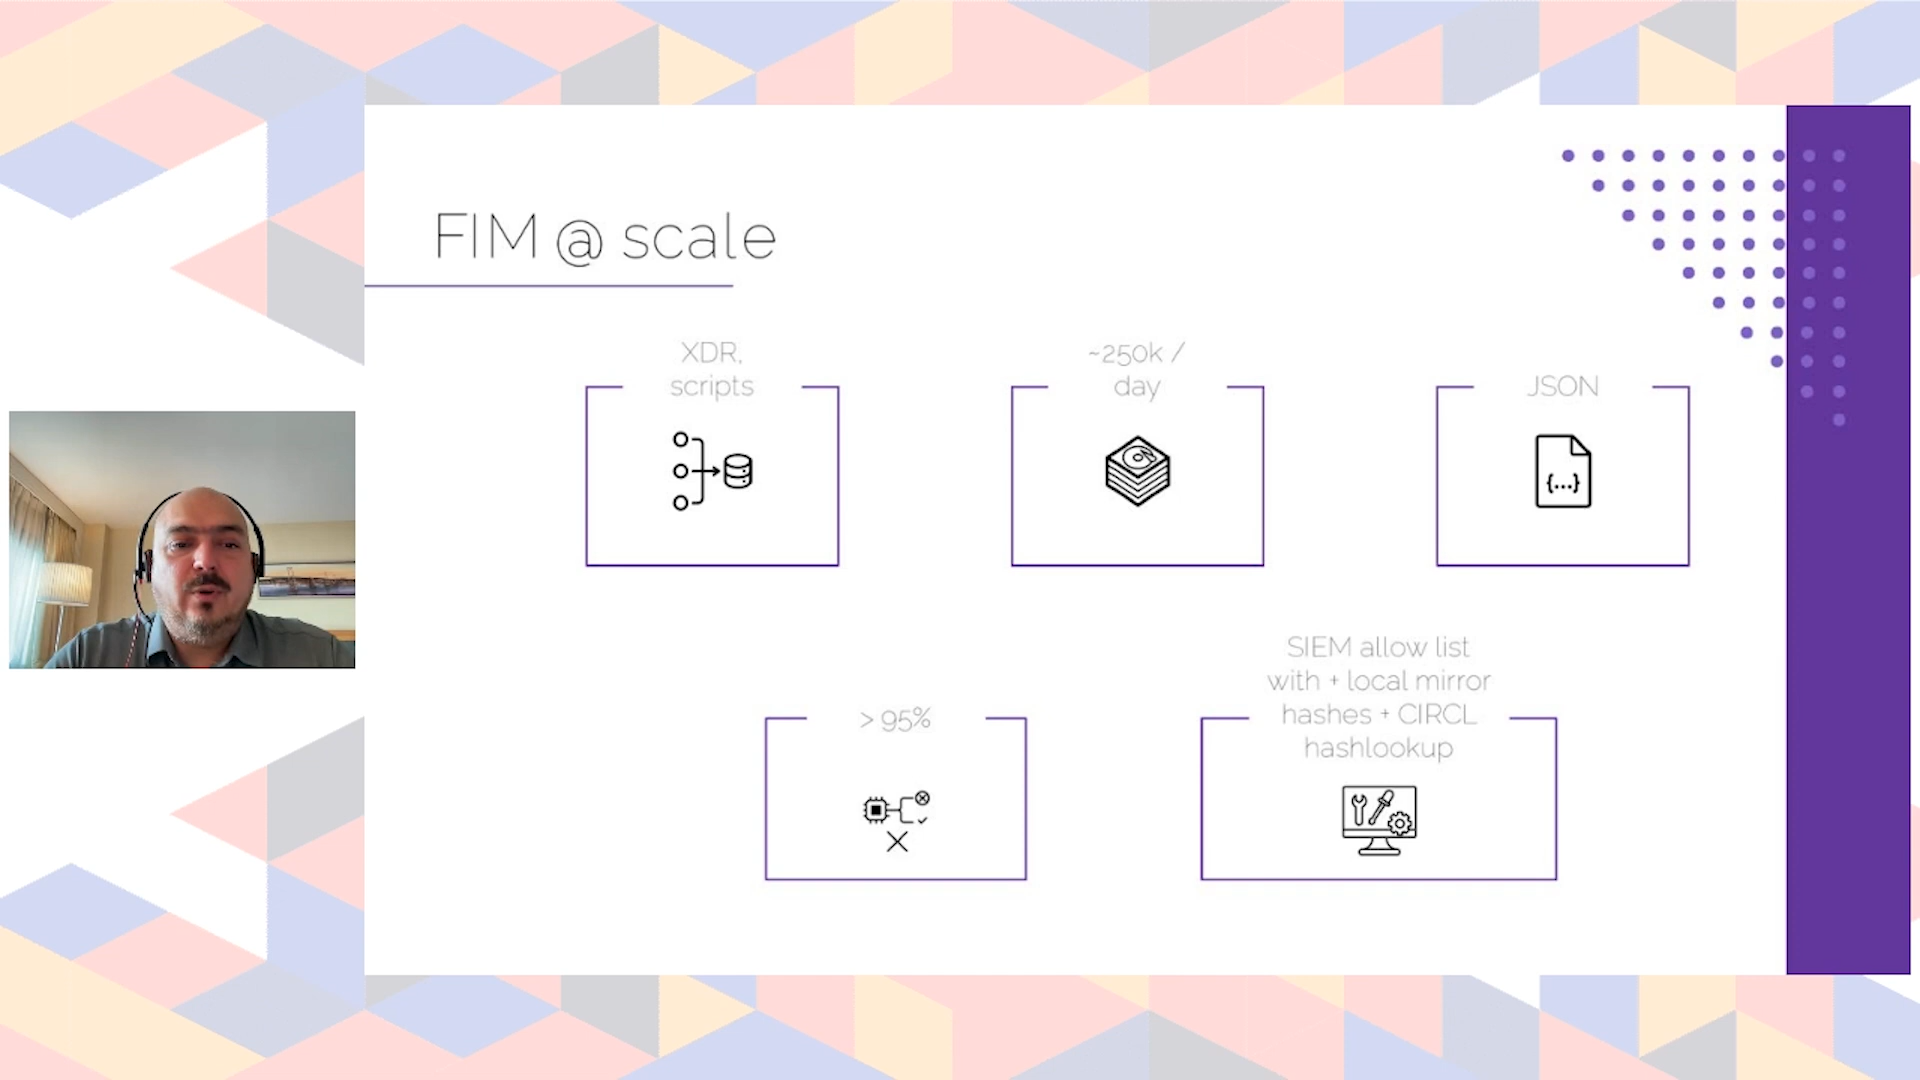 FIM @ scale
XDR,
scripts
~250k /
day
JSON
{...}
> 95%
SIEM allow list
with + local mirror
hashes + CIRCL
hashlookup